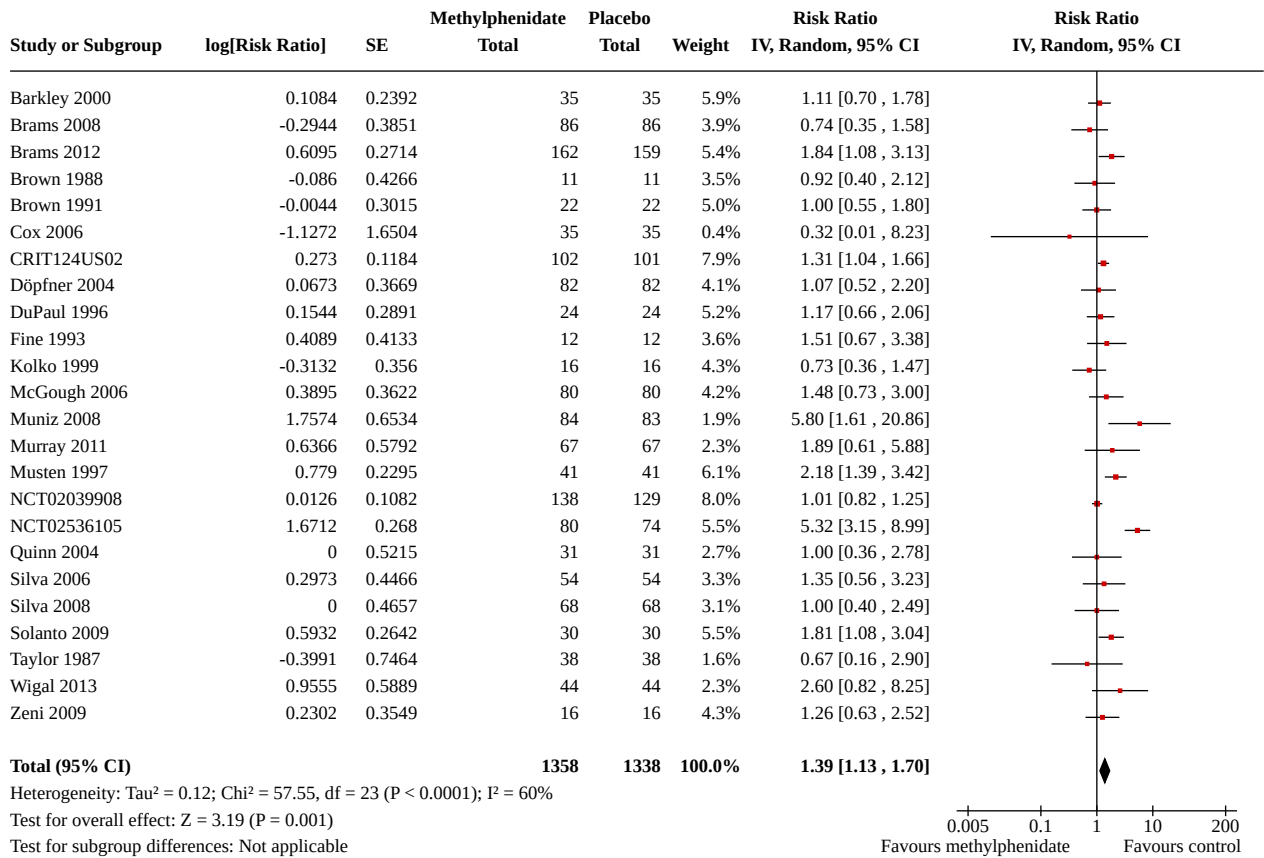 Methylphenidate Placebo Risk Ratio Risk Ratio
Study or Subgroup log[Risk Ratio] SE Total Total Weight IV, Random, 95% CI IV, Random, 95% CI
Barkley 2000 0.1084 0.2392 35 35 5.9% 1.11 [0.70 , 1.78]
Brams 2008 -0.2944 0.3851 86 86 3.9% 0.74 [0.35 , 1.58]
Brams 2012 0.6095 0.2714 162 159 5.4% 1.84 [1.08 , 3.13]
Brown 1988 -0.086 0.4266 11 11 3.5% 0.92 [0.40 , 2.12]
Brown 1991 -0.0044 0.3015 22 22 5.0% 1.00 [0.55 , 1.80]
Cox 2006 -1.1272 1.6504 35 35 0.4% 0.32 [0.01 , 8.23]
CRIT124US02 0.273 0.1184 102 101 7.9% 1.31 [1.04 , 1.66]
Döpfner 2004 0.0673 0.3669 82 82 4.1% 1.07 [0.52 , 2.20]
DuPaul 1996 0.1544 0.2891 24 24 5.2% 1.17 [0.66 , 2.06]
Fine 1993 0.4089 0.4133 12 12 3.6% 1.51 [0.67 , 3.38]
Kolko 1999 -0.3132 0.356 16 16 4.3% 0.73 [0.36 , 1.47]
McGough 2006 0.3895 0.3622 80 80 4.2% 1.48 [0.73 , 3.00]
Muniz 2008 1.7574 0.6534 84 83 1.9% 5.80 [1.61 , 20.86]
Murray 2011 0.6366 0.5792 67 67 2.3% 1.89 [0.61 , 5.88]
Musten 1997 0.779 0.2295 41 41 6.1% 2.18 [1.39 , 3.42]
NCT02039908 0.0126 0.1082 138 129 8.0% 1.01 [0.82 , 1.25]
NCT02536105 1.6712 0.268 80 74 5.5% 5.32 [3.15 , 8.99]
Quinn 2004 0 0.5215 31 31 2.7% 1.00 [0.36 , 2.78]
Silva 2006 0.2973 0.4466 54 54 3.3% 1.35 [0.56 , 3.23]
Silva 2008 0 0.4657 68 68 3.1% 1.00 [0.40 , 2.49]
Solanto 2009 0.5932 0.2642 30 30 5.5% 1.81 [1.08 , 3.04]
Taylor 1987 -0.3991 0.7464 38 38 1.6% 0.67 [0.16 , 2.90]
Wigal 2013 0.9555 0.5889 44 44 2.3% 2.60 [0.82 , 8.25]
Zeni 2009 0.2302 0.3549 16 16 4.3% 1.26 [0.63 , 2.52]
Total (95% CI) 1358 1338 100.0% 1.39 [1.13 , 1.70]
Heterogeneity: Tau² = 0.12; Chi² = 57.55, df = 23 (P < 0.0001); I² = 60%
Test for overall effect: Z = 3.19 (P = 0.001)
Test for subgroup differences: Not applicable
0.005 0.1 1 10 200
Favours methylphenidate Favours control